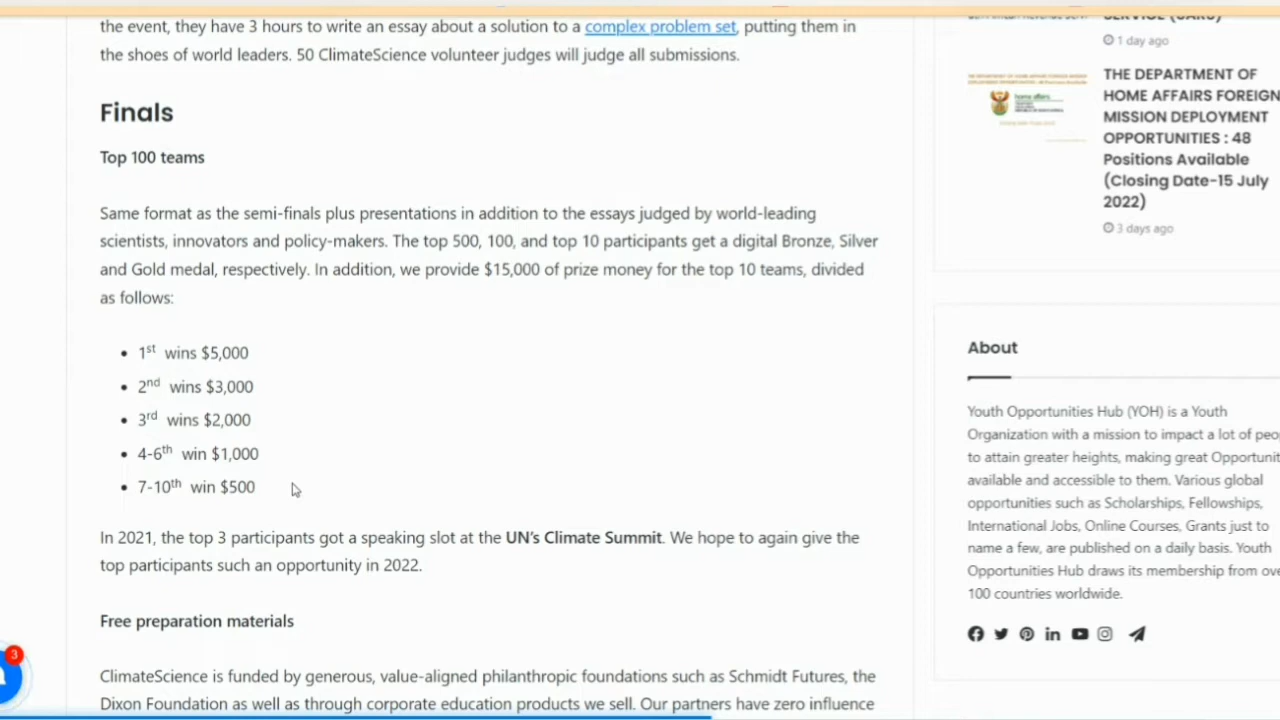 the event, they have 3 hours to write an essay about a solution to a complex problem set, putting them in
the shoes of world leaders. 50 ClimateScience volunteer judges will judge all submissions.
Finals
Top 100 teams
Same format as the semi-finals plus presentations in addition to the essays judged by world-leading
scientists, innovators and policy-makers. The top 500, 100, and top 10 participants get a digital Bronze, Silver
and Gold medal, respectively. In addition, we provide $15,000 of prize money for the top 10 teams, divided
as follows:
• 1st wins $5,000
• 2nd wins $3,000
• 3rd wins $2,000
• 4-6th win $1,000
• 7-10th win $500
In 2021, the top 3 participants got a speaking slot at the UN's Climate Summit. We hope to again give the
top participants such an opportunity in 2022.
Free preparation materials
ClimateScience is funded by generous, value-aligned philanthropic foundations such as Schmidt Futures, the
Dixon Foundation as well as through corporate education products we sell. Our partners have zero influence
3
SERVICE (SARS)
1 day ago
home affairs
THE DEPARTMENT OF
HOME AFFAIRS FOREIGN
MISSION DEPLOYMENT
OPPORTUNITIES : 48
Positions Available
(Closing Date-15 July
2022)
3 days ago
About
Youth Opportunities Hub (YOH) is a Youth
Organization with a mission to impact a lot of peo
to attain greater heights, making great Opportunit
available and accessible to them. Various global
opportunities such as Scholarships, Fellowships,
International Jobs, Online Courses, Grants just to
name a few, are published on a daily basis. Youth
Opportunities Hub draws its membership from ove
100 countries worldwide.